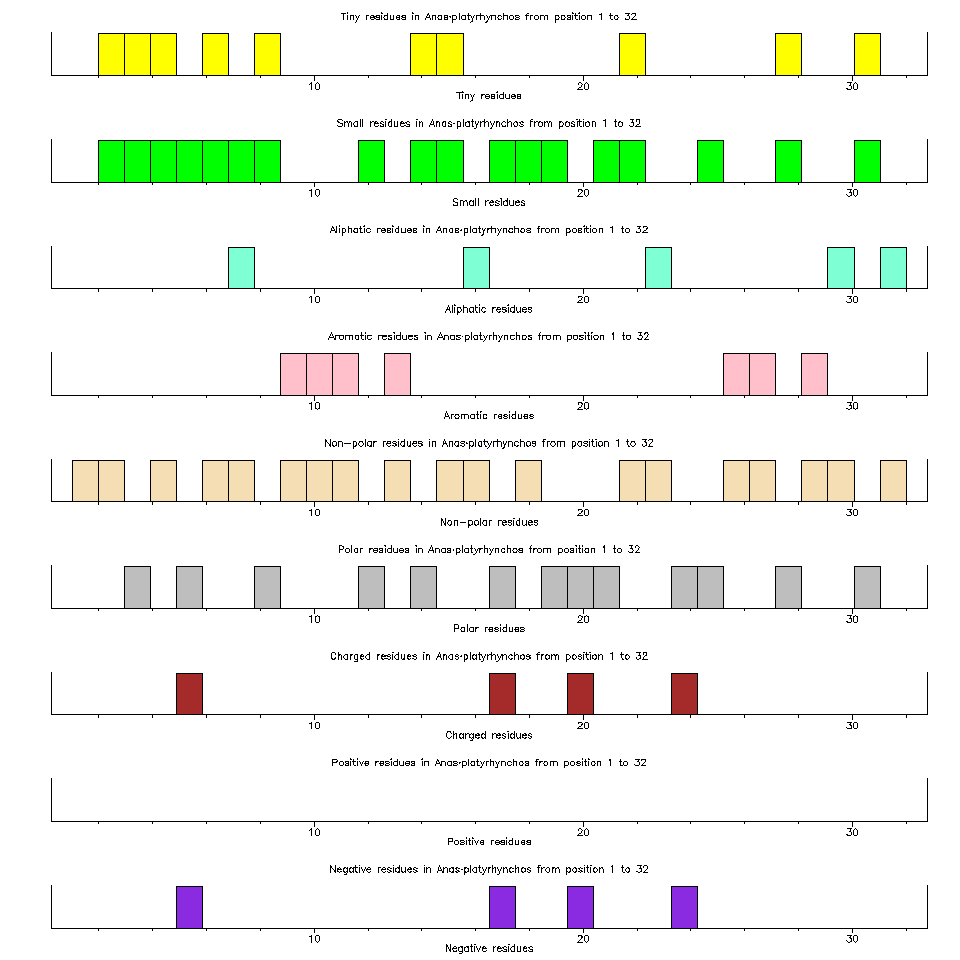 Tiny residues in Anas-platyrhynchos from position 1 to 32
10 20 30
Tiny residues
Small residues in Anas-platyrhynchos from position 1 to 32
10 20 30
Small residues
Aliphatic residues in Anas-platyrhynchos from position 1 to 32
10 20 30
Aliphatic residues
Aromatic residues in Anas-platyrhynchos from position 1 to 32
10 20 30
Aromatic residues
Non-polar residues in Anas-platyrhynchos from position 1 to 32
10 20 30
Non-polar residues
Polar residues in Anas-platyrhynchos from position 1 to 32
10 20 30
Polar residues
Charged residues in Anas-platyrhynchos from position 1 to 32
10 20 30
Charged residues
Positive residues in Anas-platyrhynchos from position 1 to 32
10 20 30
Positive residues
Negative residues in Anas-platyrhynchos from position 1 to 32
10 20 30
Negative residues